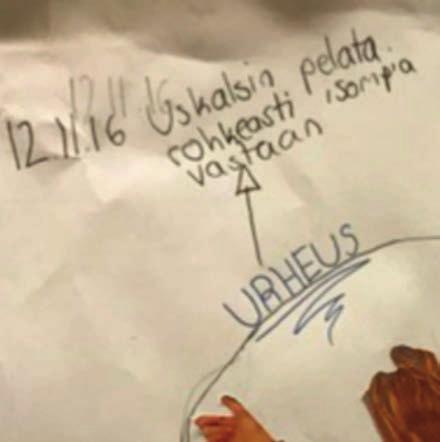 12.11.16 Uskalsin pelata
rohkeasti isompia
vastaan
URHEUS